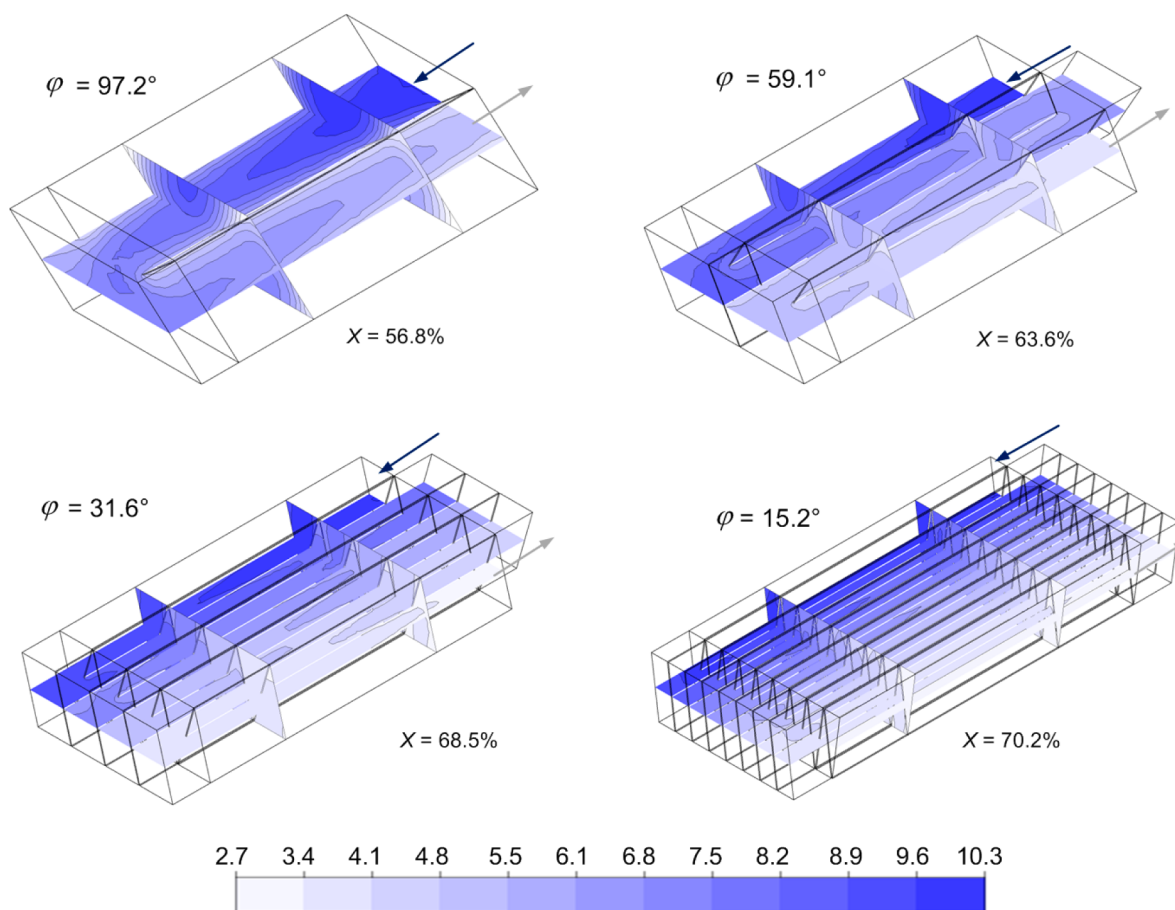 φ = 97.2°
φ = 59.1°
X = 56.8%
X = 63.6%
φ = 31.6°
φ = 15.2°
X = 68.5%
X = 70.2%
2.7 3.4 4.1 4.8 5.5 6.1 6.8 7.5 8.2 8.9 9.6 10.3